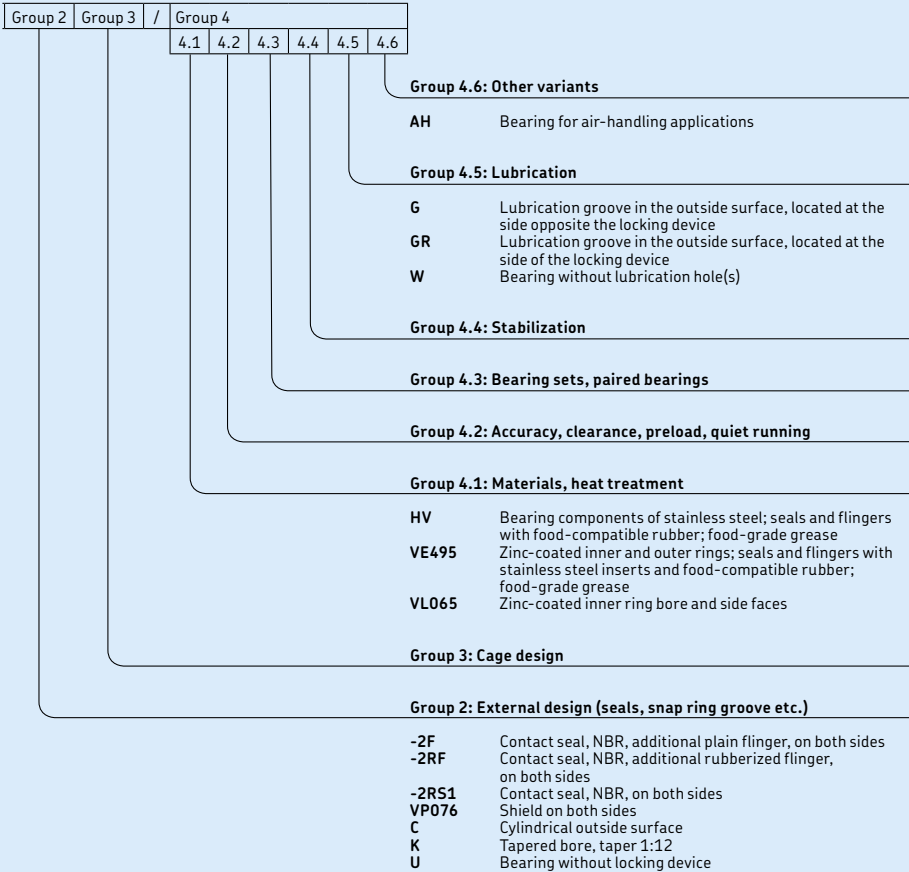 Group 2 Group 3 / Group 4
4.1 4.2 4.3 4.4 4.5 4.6
Group 4.6: Other variants
AH Bearing for air-handling applications
Group 4.5: Lubrication
G Lubrication groove in the outside surface, located at the
side opposite the locking device
GR Lubrication groove in the outside surface, located at the
side of the locking device
W Bearing without lubrication hole(s)
Group 4.4: Stabilization
Group 4.3: Bearing sets, paired bearings
Group 4.2: Accuracy, clearance, preload, quiet running
Group 4.1: Materials, heat treatment
HV Bearing components of stainless steel; seals and flingers
with food-compatible rubber; food-grade grease
VE495 Zinc-coated inner and outer rings; seals and flingers with
stainless steel inserts and food-compatible rubber;
food-grade grease
VL065 Zinc-coated inner ring bore and side faces
Group 3: Cage design
Group 2: External design (seals, snap ring groove etc.)
-2F Contact seal, NBR, additional plain flinger, on both sides
-2RF Contact seal, NBR, additional rubberized flinger,
on both sides
-2RS1 Contact seal, NBR, on both sides
VP076 Shield on both sides
C Cylindrical outside surface
K Tapered bore, taper 1:12
U Bearing without locking device